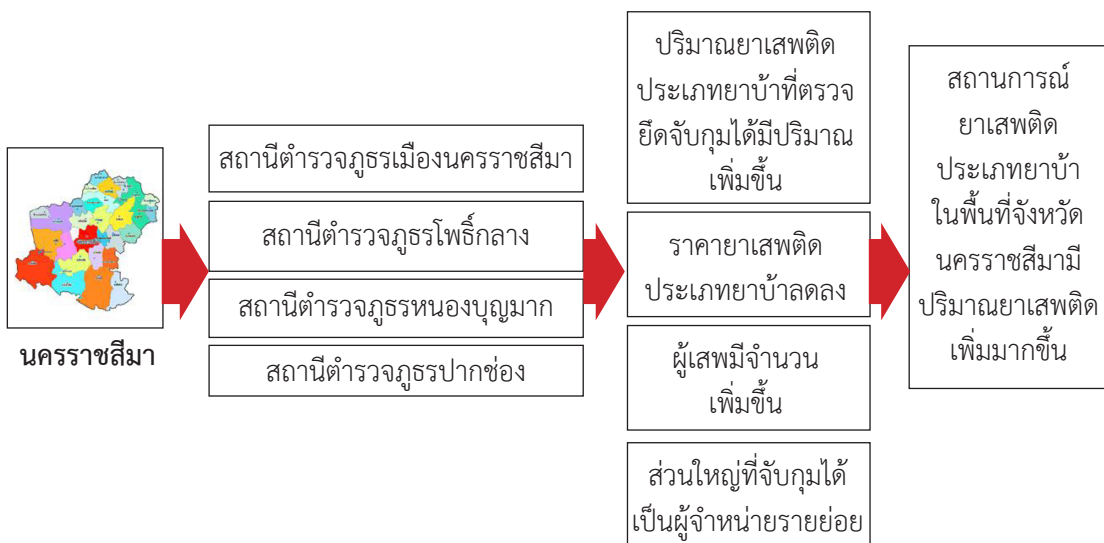 นครราชสีมา
สถานีตำรวจภูธรเมืองนครราชสีมา
สถานีตำรวจภูธรโพธิ์กลาง
สถานีตำรวจภูธรหนองบุญมาก
สถานีตำรวจภูธรปากช่อง
ปริมาณยาเสพติด
ประเภทยาบ้าที่ตรวจ
ยึดจับกุมได้มีปริมาณ
เพิ่มขึ้น
ราคายาเสพติด
ประเภทยาบ้าลดลง
ผู้เสพมีจำนวน
เพิ่มขึ้น
ส่วนใหญ่ที่จับกุมได้
เป็นผู้จำหน่ายรายย่อย
สถานการณ์
ยาเสพติด
ประเภทยาบ้า
ในพื้นที่จังหวัด
นครราชสีมามี
ปริมาณยาเสพติด
เพิ่มมากขึ้น